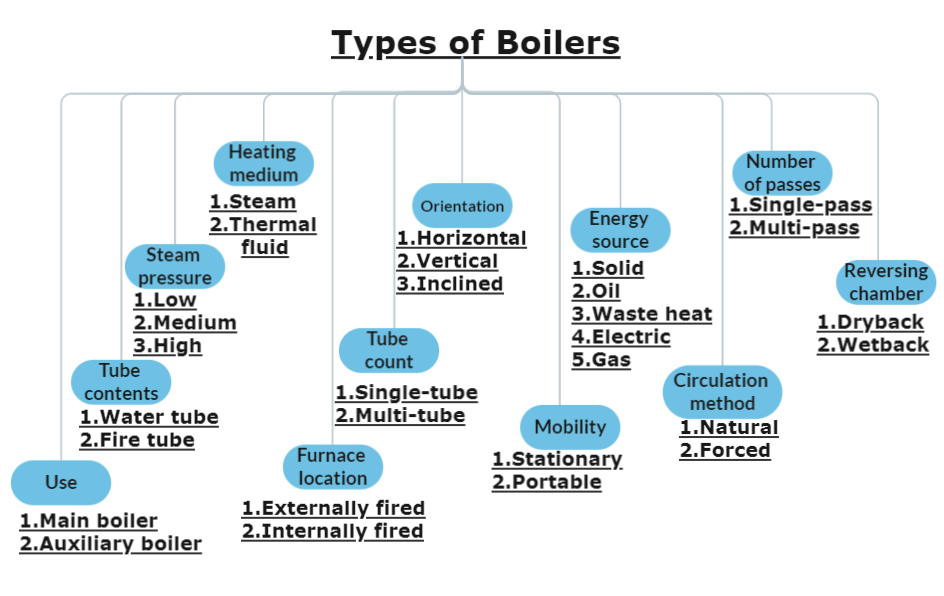 Types of Boilers
Use
1.Main boiler
2.Auxiliary boiler
Tube
contents
1.Water tube
2.Fire tube
Steam
pressure
1.Low
2.Medium
3.High
Heating
medium
1.Steam
2.Thermal
fluid
Furnace
location
1.Externally fired
2.Internally fired
Tube
count
1.Single-tube
2.Multi-tube
Orientation
1.Horizontal
2.Vertical
3.Inclined
Mobility
1.Stationary
2.Portable
Energy
source
1.Solid
2.Oil
3.Waste heat
4.Electric
5.Gas
Circulation
method
1.Natural
2.Forced
Number
of passes
1.Single-pass
2.Multi-pass
Reversing
chamber
1.Dryback
2.Wetback